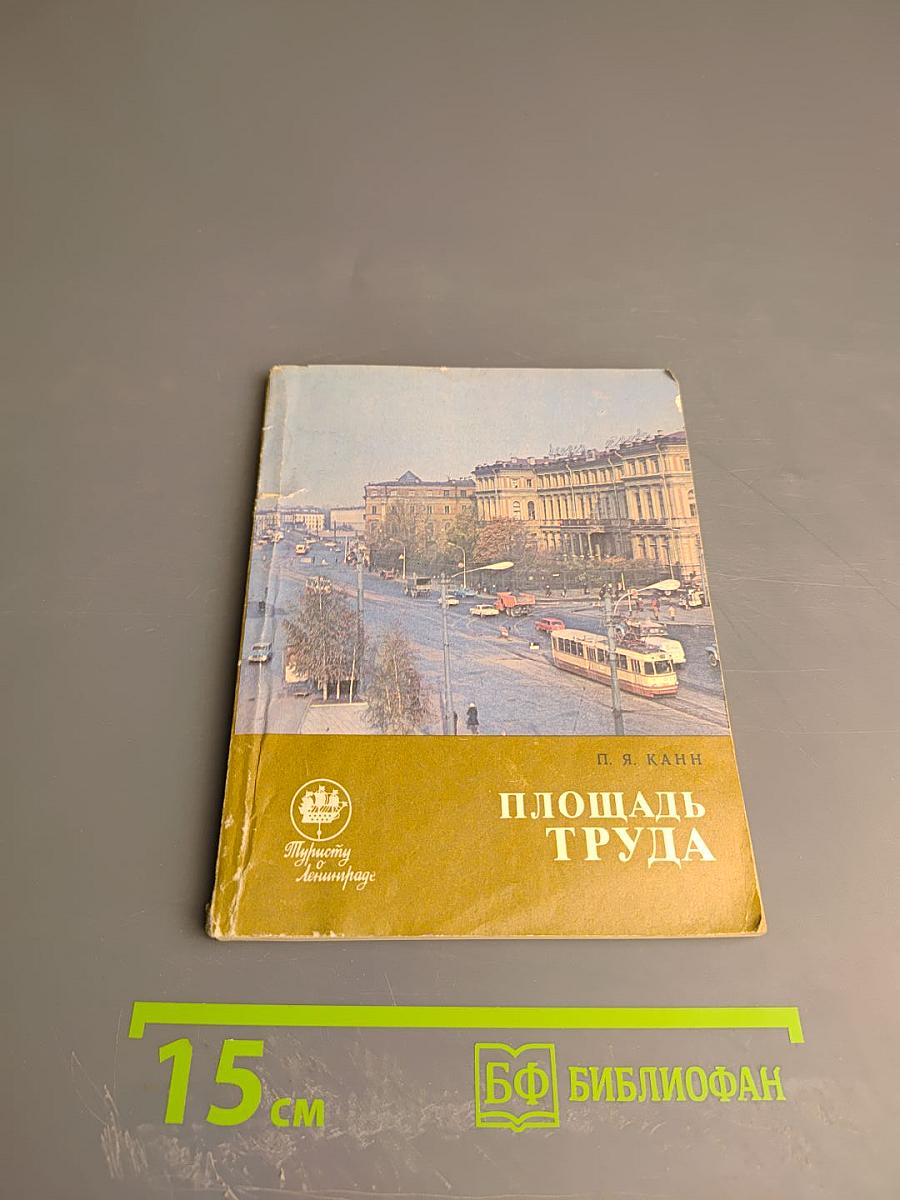 П. Я. КАНН
ПЛОЩАДЬ
ТРУДА
Туристу
о
Ленинграде
15 см
БФ БИБЛИОФАН